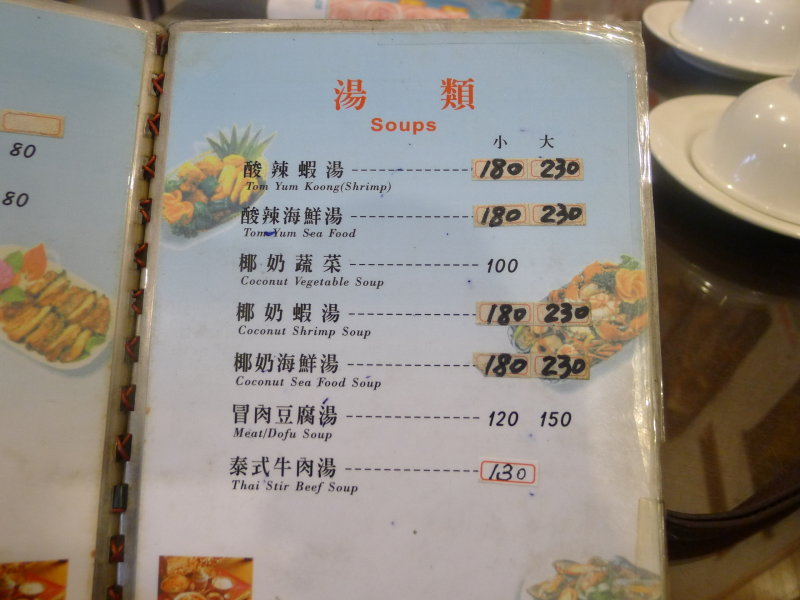 80
80
湯 類
Soups
小 大
酸辣蝦湯 180 230
Tom Yum Koong(Shrimp)
酸辣海鮮湯 180 230
Tom Yum Sea Food
椰奶蔬菜 100
Coconut Vegetable Soup
椰奶蝦湯 180 230
Coconut Shrimp Soup
椰奶海鮮湯 180 230
Coconut Sea Food Soup
冒肉豆腐湯 120 150
Meat/Dofu Soup
泰式牛肉湯 130
Thai Stir Beef Soup